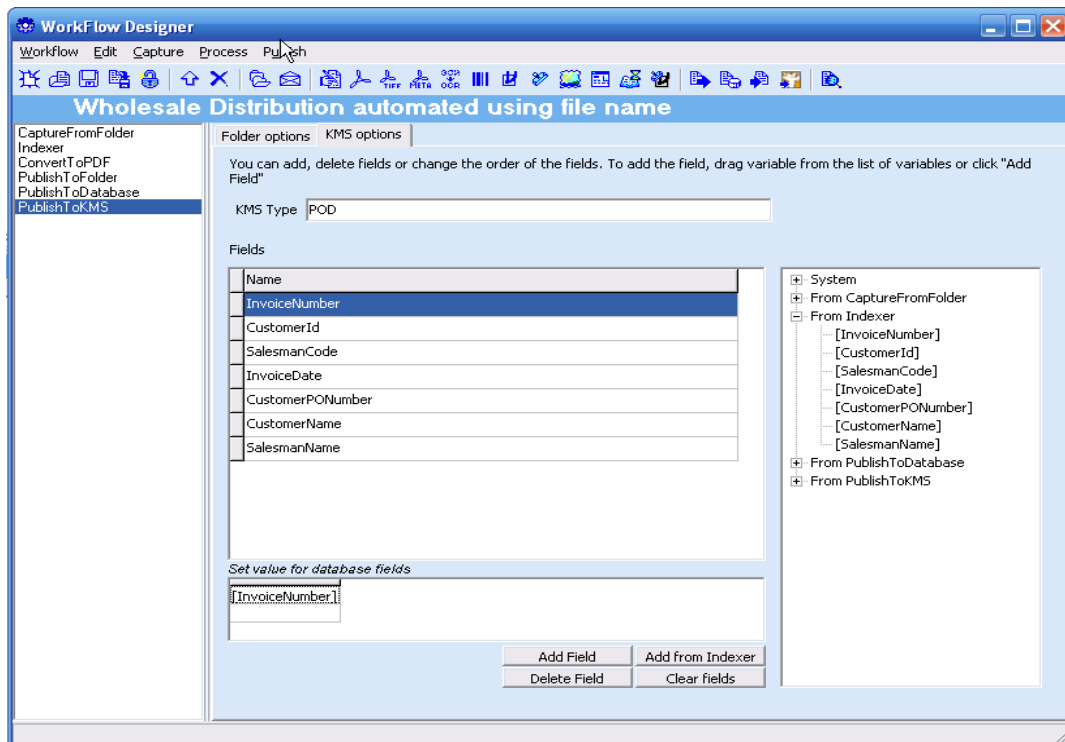 WorkFlow Designer
Workflow Edit Capture Process Publish
Wholesale Distribution automated using file name
CaptureFromFolder
Indexer
ConvertToPDF
PublishToFolder
PublishToDatabase
PublishToKMS
Folder options KMS options
You can add, delete fields or change the order of the fields. To add the field, drag variable from the list of variables or click "Add
Field"
KMS Type POD
Fields
Name
InvoiceNumber
CustomerId
SalesmanCode
InvoiceDate
CustomerPONumber
CustomerName
SalesmanName
System
From CaptureFromFolder
From Indexer
[InvoiceNumber]
[CustomerId]
[SalesmanCode]
[InvoiceDate]
[CustomerPONumber]
[CustomerName]
[SalesmanName]
From PublishToDatabase
From PublishToKMS
Set value for database fields
[InvoiceNumber]
Add Field Add from Indexer
Delete Field Clear fields